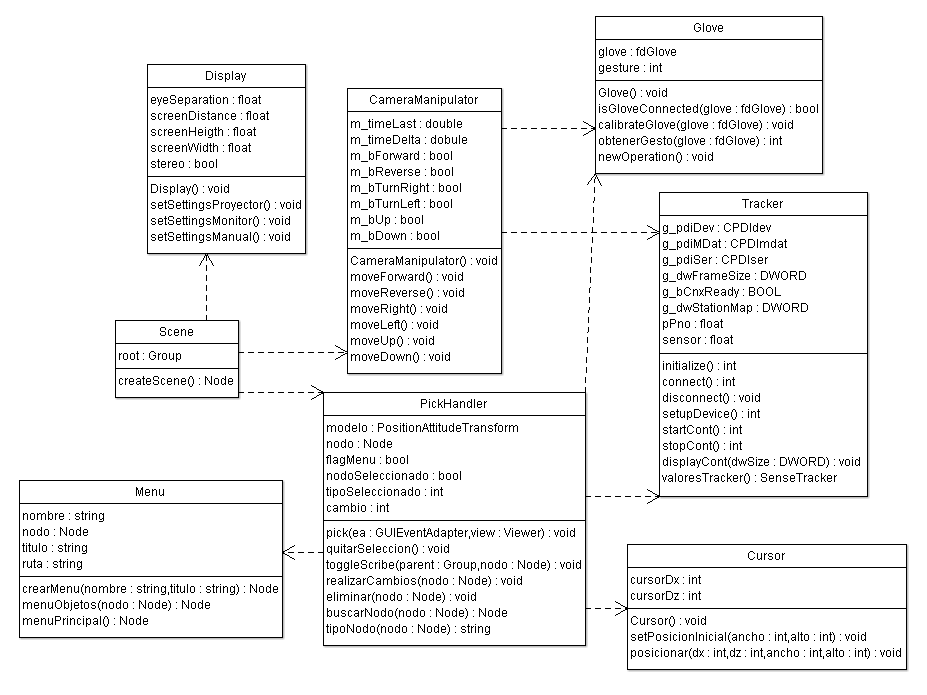 Glove
glove : fdGlove
gesture : int
Glove() : void
isGloveConnected(glove : fdGlove) : bool
calibrateGlove(glove : fdGlove) : void
obtenerGesto(glove : fdGlove) : int
newOperation() : void
Display
eyeSeparation : float
screenDistance : float
screenHeigth : float
screenWidth : float
stereo : bool
Display() : void
setSettingsProyector() : void
setSettingsMonitor() : void
setSettingsManual() : void
CameraManipulator
m_timeLast : double
m_timeDelta : dobule
m_bForward : bool
m_bReverse : bool
m_bTurnRight : bool
m_bTurnLeft : bool
m_bUp : bool
m_bDown : bool
CameraManipulator() : void
moveForward() : void
moveReverse() : void
moveRight() : void
moveLeft() : void
moveUp() : void
moveDown() : void
Tracker
g_pdiDev : CPDIdev
g_pdiMDat : CPDImdat
g_pdiSer : CPDIser
g_dwFrameSize : DWORD
g_bCnxReady : BOOL
g_dwStationMap : DWORD
pPno : float
sensor : float
initialize() : int
connect() : int
disconnect() : void
setupDevice() : int
startCont() : int
stopCont() : int
displayCont(dwSize : DWORD) : void
valoresTracker() : SenseTracker
Scene
root : Group
createScene() : Node
PickHandler
modelo : PositionAttitudeTransform
nodo : Node
flagMenu : bool
nodoSeleccionado : bool
tipoSeleccionado : int
cambio : int
pick(ea : GUIEventAdapter,view : Viewer) : void
quitarSeleccion() : void
toggleScribe(parent : Group,nodo : Node) : void
realizarCambios(nodo : Node) : void
eliminar(nodo : Node) : void
buscarNodo(nodo : Node) : Node
tipoNodo(nodo : Node) : string
Menu
nombre : string
nodo : Node
titulo : string
ruta : string
crearMenu(nombre : string,titulo : string) : Node
menuObjetos(nodo : Node) : Node
menuPrincipal() : Node
Cursor
cursorDx : int
cursorDz : int
Cursor() : void
setPosicionInicial(ancho : int,alto : int) : void
posicionar(dx : int,dz : int,ancho : int,alto : int) : void